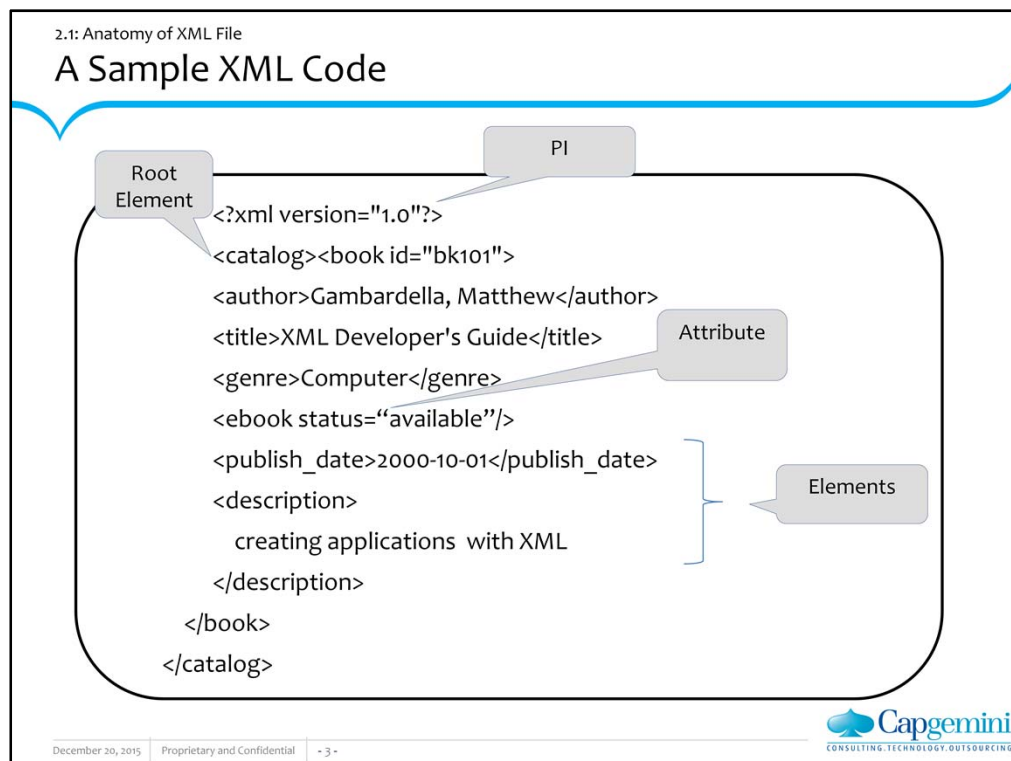 2.1: Anatomy of XML File
A Sample XML Code
PI
Root
Element
<?xml version="1.0"?>
<catalog><book id="bk101">
<author>Gambardella, Matthew</author>
<title>XML Developer's Guide</title>
Attribute
<genre>Computer</genre>
<ebook status=“available”/>
<publish_date>2000-10-01</publish_date>
Elements
<description>
creating applications  with XML
</description>
</book>
</catalog>
December 20, 2015 Proprietary and Confidential - 3 -
Capgemini
CONSULTING.TECHNOLOGY.OUTSOURCING